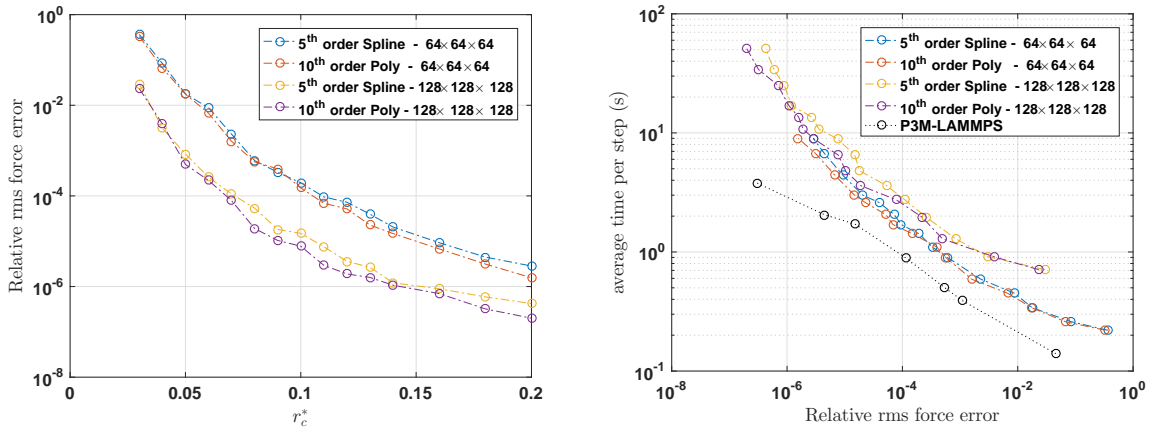 10^0
10^-2
10^-4
10^-6
10^-8
0
0.05
0.1
0.15
0.2
Relative rms force error
r_c^*
5^th order Spline - 64×64×64
10^th order Poly - 64×64×64
5^th order Spline - 128×128×128
10^th order Poly - 128×128×128
10^2
10^1
10^0
10^-1
10^-8
10^-6
10^-4
10^-2
10^0
average time per step (s)
Relative rms force error
5^th order Spline - 64×64×64
10^th order Poly - 64×64×64
5^th order Spline - 128×128×128
10^th order Poly - 128×128×128
P3M-LAMMPS